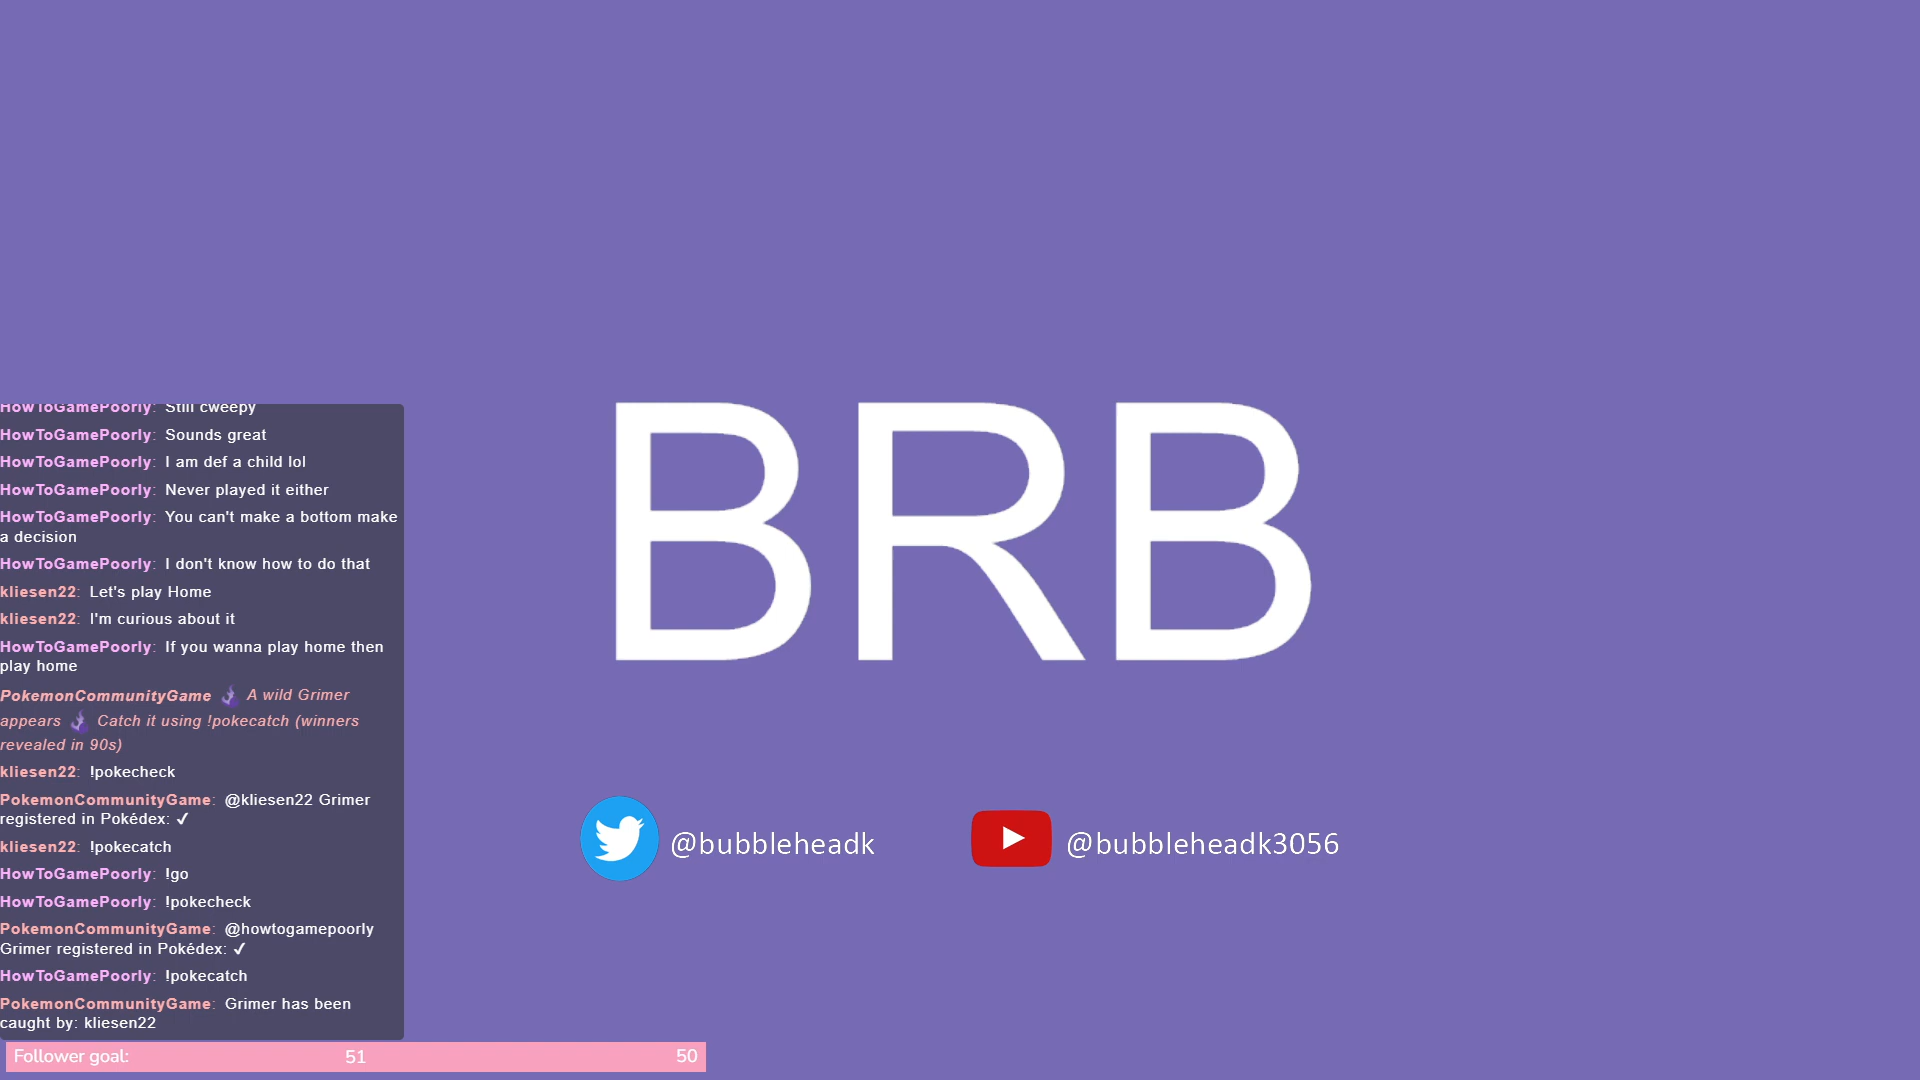 HowToGamePoorly: Still cweepy
HowToGamePoorly: Sounds great
HowToGamePoorly: I am def a child lol
HowToGamePoorly: Never played it either
HowToGamePoorly: You can't make a bottom make
a decision
HowToGamePoorly: I don't know how to do that
kliesen22: Let's play Home
kliesen22: I'm curious about it
HowToGamePoorly: If you wanna play home then
play home
PokemonCommunityGame A wild Grimer
appears Catch it using !pokecatch (winners
revealed in 90s)
kliesen22: !pokecheck
PokemonCommunityGame: @kliesen22 Grimer
registered in Pokédex: ✓
kliesen22: !pokecatch
HowToGamePoorly: !go
HowToGamePoorly: !pokecheck
PokemonCommunityGame: @howtogamepoorly
Grimer registered in Pokédex: ✓
HowToGamePoorly: !pokecatch
PokemonCommunityGame: Grimer has been
caught by: kliesen22
Follower goal: 51 50
BRB
@bubbleheadk @bubbleheadk3056